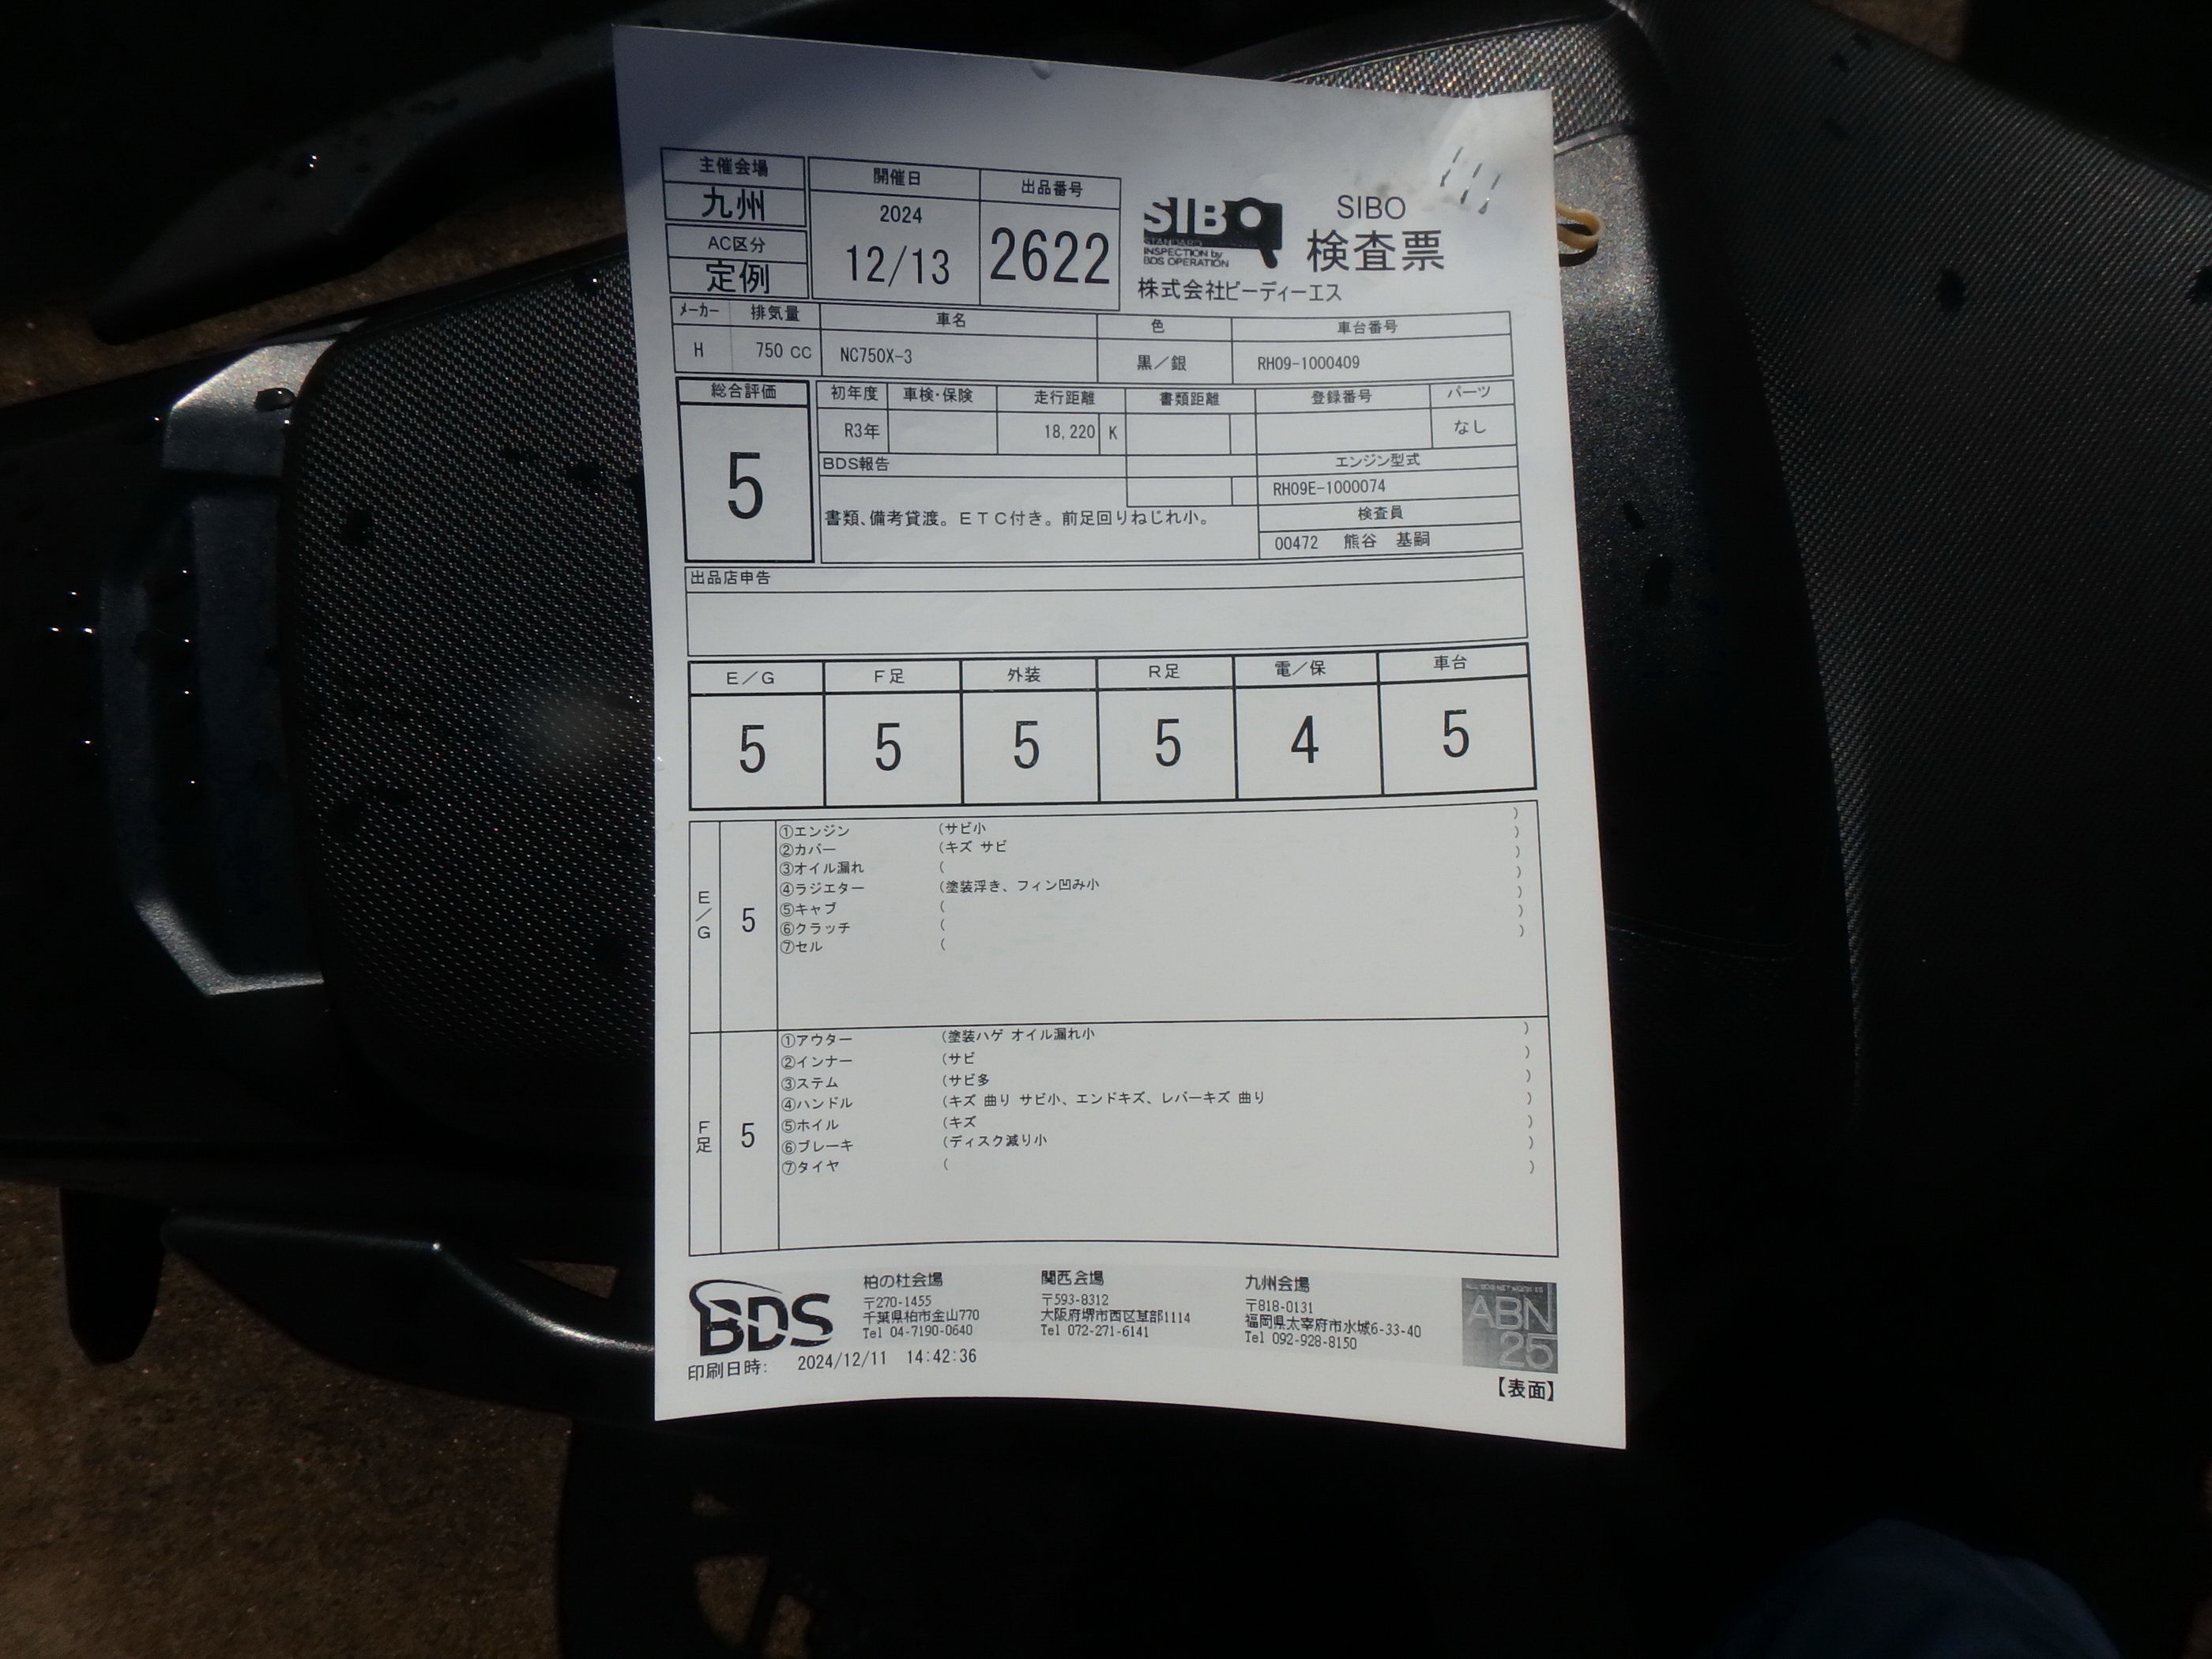 主催会場
九州
AC区分
定例
開催日
2024
12/13
出品番号
2622
SIBO
STANDARD
INSPECTION by
BDS OPERATION
SIBO
検査票
株式会社ビーディーエス
メーカー 排気量 車名 色 車台番号
H 750 CC NC750X-3 黒／銀 RH09-1000409
総合評価
5
初年度 車検・保険 走行距離 書類距離 登録番号 パーツ
R3年 18,220 K なし
BDS報告 エンジン型式
RH09E-1000074
書類、備考貸渡。ＥＴＣ付き。前足回りねじれ小。
検査員
00472 熊谷 基嗣
出品店申告
Ｅ／Ｇ Ｆ足 外装 Ｒ足 電／保 車台
5 5 5 5 4 5
Ｅ／Ｇ 5
①エンジン （サビ小 ）
②カバー （キズ サビ ）
③オイル漏れ （ ）
④ラジエター （塗装浮き、フィン凹み小 ）
⑤キャブ （ ）
⑥クラッチ （ ）
⑦セル （ ）
Ｆ足 5
①アウター （塗装ハゲ オイル漏れ小 ）
②インナー （サビ ）
③ステム （サビ多 ）
④ハンドル （キズ 曲り サビ小、エンドキズ、レバーキズ 曲り ）
⑤ホイル （キズ ）
⑥ブレーキ （ディスク減り小 ）
⑦タイヤ （ ）
BDS
柏の杜会場
〒270-1455
千葉県柏市金山770
Tel 04-7190-0640
関西会場
〒593-8312
大阪府堺市西区草部1114
Tel 072-271-6141
九州会場
〒818-0131
福岡県太宰府市水城6-33-40
Tel 092-928-8150
ABN
25
印刷日時: 2024/12/11 14:42:36
【表面】